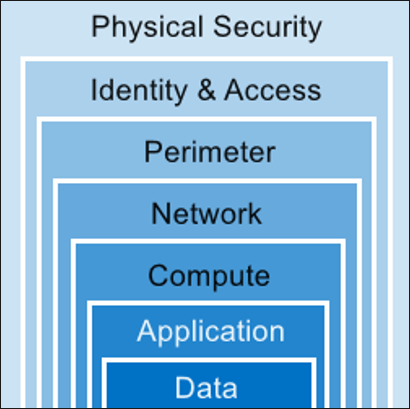 Physical Security
Identity & Access
Perimeter
Network
Compute
Application
Data